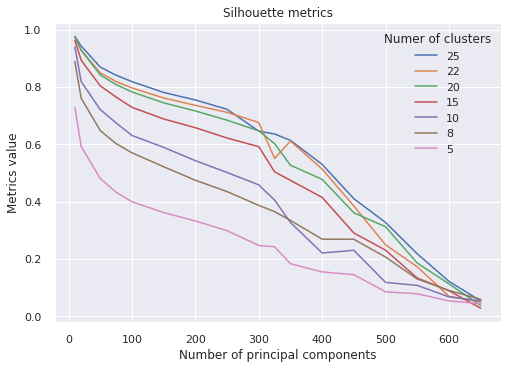 Silhouette metrics
Metrics value
1.0
0.8
0.6
0.4
0.2
0.0
Numer of clusters
25
22
20
15
10
8
5
0 100 200 300 400 500 600
Number of principal components